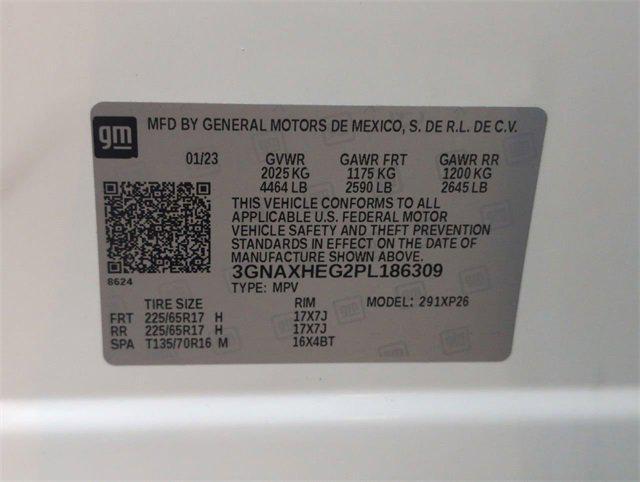 gm
MFD BY GENERAL MOTORS DE MEXICO, S. DE R.L. DE C.V.
01/23 GVWR GAWR FRT GAWR RR
2025 KG 1175 KG 1200 KG
4464 LB 2590 LB 2645 LB
THIS VEHICLE CONFORMS TO ALL
APPLICABLE U.S. FEDERAL MOTOR
VEHICLE SAFETY AND THEFT PREVENTION
STANDARDS IN EFFECT ON THE DATE OF
MANUFACTURE SHOWN ABOVE.
3GNAXHEG2PL186309
8624
TYPE: MPV
TIRE SIZE RIM MODEL: 291XP26
FRT 225/65R17 H 17X7J
RR 225/65R17 H 17X7J
SPA T135/70R16 M 16X4BT